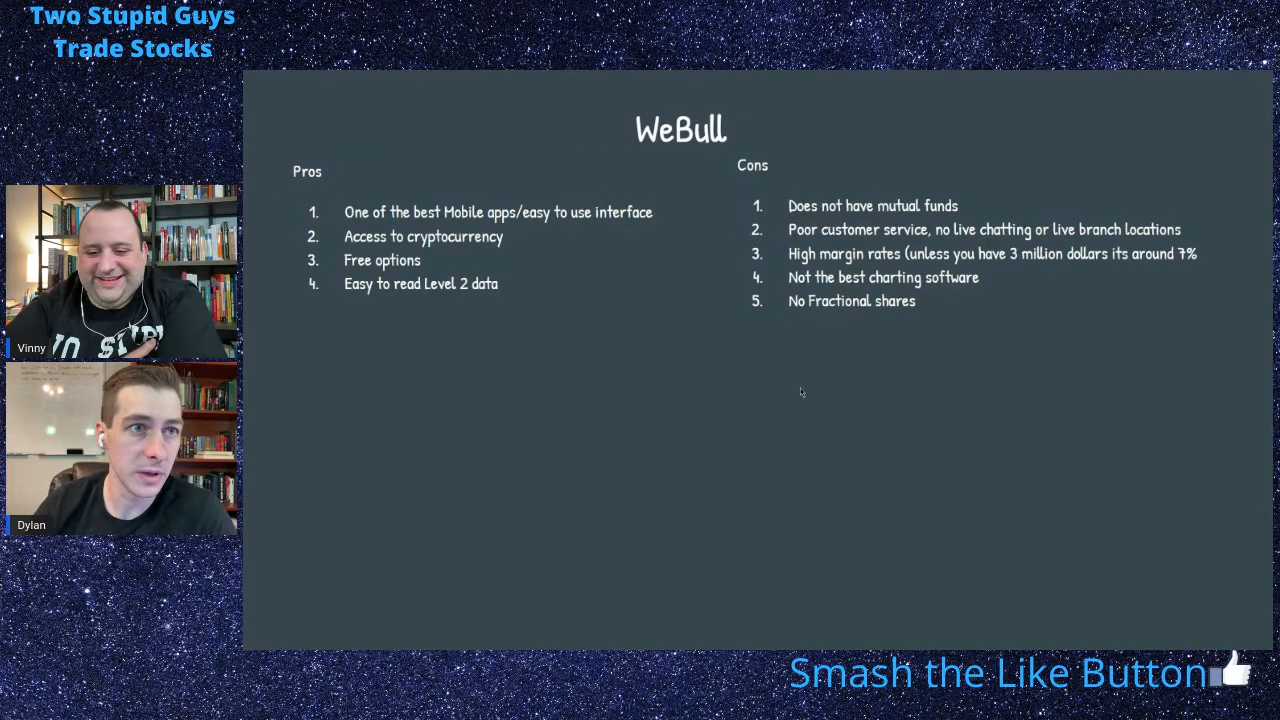 Two Stupid Guys
Trade Stocks
WeBull
Pros
1. One of the best Mobile apps/easy to use interface
2. Access to cryptocurrency
3. Free options
4. Easy to read Level 2 data
Cons
1. Does not have mutual funds
2. Poor customer service, no live chatting or live branch locations
3. High margin rates (unless you have 3 million dollars its around 7%
4. Not the best charting software
5. No Fractional shares
Vinny
Dylan
Smash the Like Button